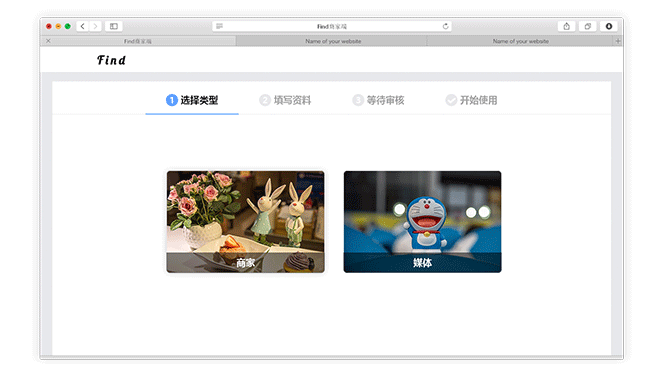 Find商家端
Find商家端
Name of your website
Name of your website
Find
1 选择类型
2 填写资料
3 等待审核
开始使用
商家
媒体